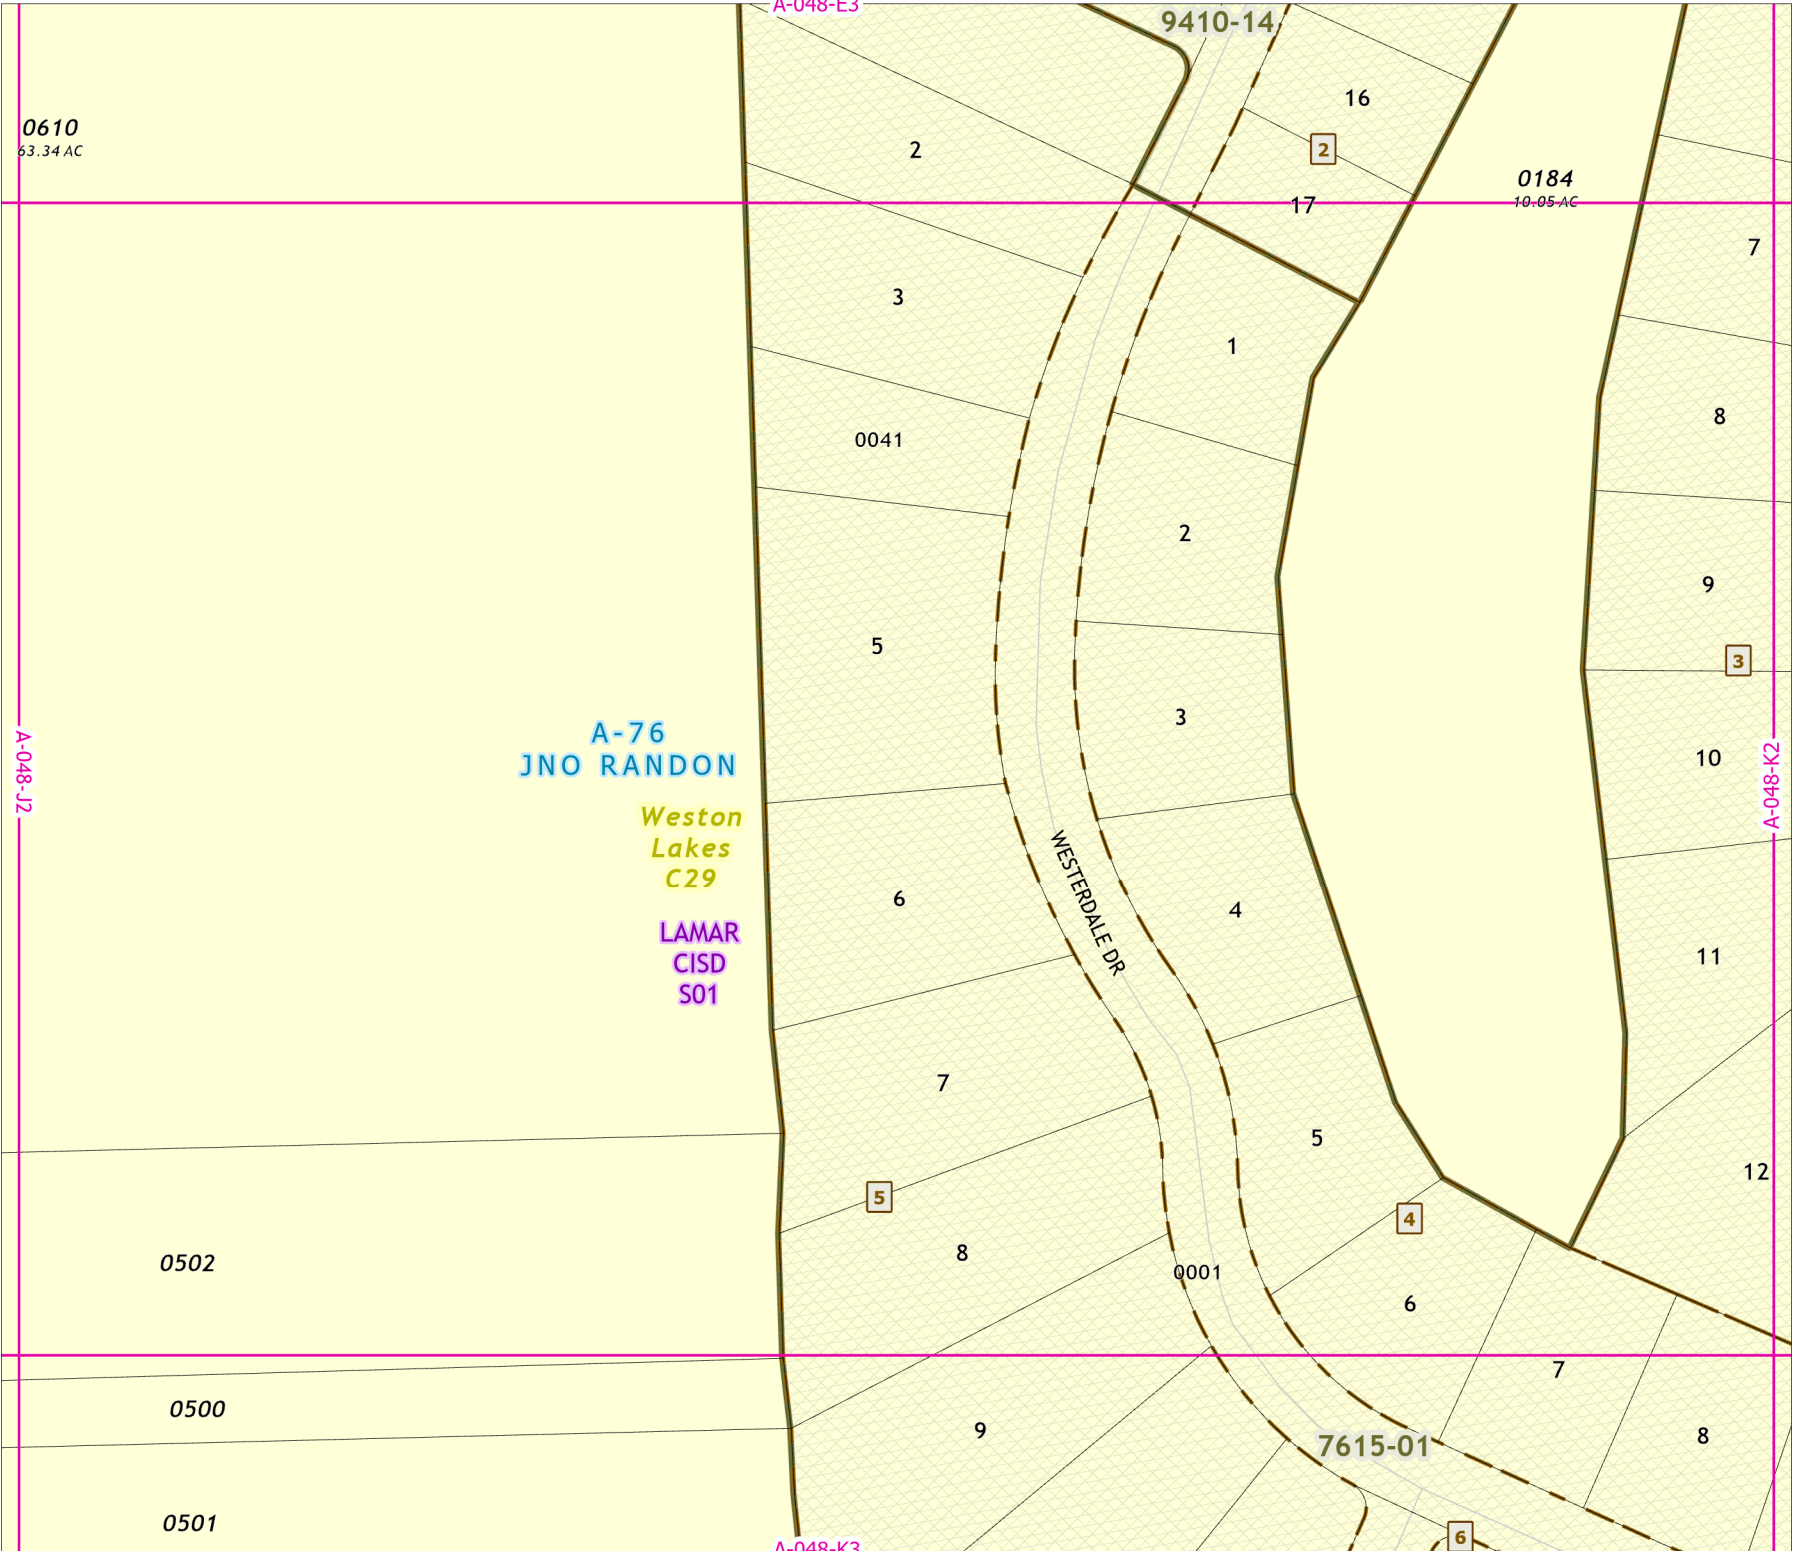 A-048-E3
9410-14
16
0610
63.34 AC
2
2
0184
10.05 AC
17
7
3
1
8
0041
2
9
5
3
3
A-76
JNO RANDON
10
A-048-J2
A-048-K2
Weston
Lakes
C29
6
WESTERDALE DR
4
LAMAR
CISD
S01
11
7
5
12
5
4
8
0502
0001
6
7
0500
9
7615-01
8
0501
6
A-048-K3